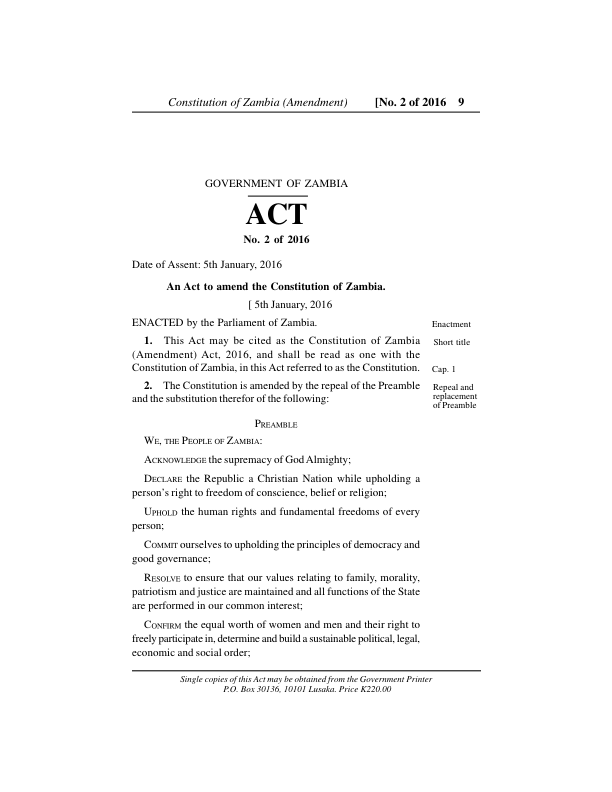 Constitution of Zambia (Amendment) [No. 2 of 2016 9
GOVERNMENT OF ZAMBIA
ACT
No. 2 of 2016
Date of Assent: 5th January, 2016
An Act to amend the Constitution of Zambia.
[ 5th January, 2016
ENACTED by the Parliament of Zambia.
Enactment
1. This Act may be cited as the Constitution of Zambia
Short title
(Amendment) Act, 2016, and shall be read as one with the
Constitution of Zambia, in this Act referred to as the Constitution.
Cap. 1
2. The Constitution is amended by the repeal of the Preamble
and the substitution therefor of the following:
Repeal and
replacement
of Preamble
PREAMBLE
WE, THE PEOPLE OF ZAMBIA:
ACKNOWLEDGE the supremacy of God Almighty;
DECLARE the Republic a Christian Nation while upholding a
person's right to freedom of conscience, belief or religion;
UPHOLD the human rights and fundamental freedoms of every
person;
COMMIT ourselves to upholding the principles of democracy and
good governance;
RESOLVE to ensure that our values relating to family, morality,
patriotism and justice are maintained and all functions of the State
are performed in our common interest;
CONFIRM the equal worth of women and men and their right to
freely participate in, determine and build a sustainable political, legal,
economic and social order;
Single copies of this Act may be obtained from the Government Printer
P.O. Box 30136, 10101 Lusaka. Price K220.00